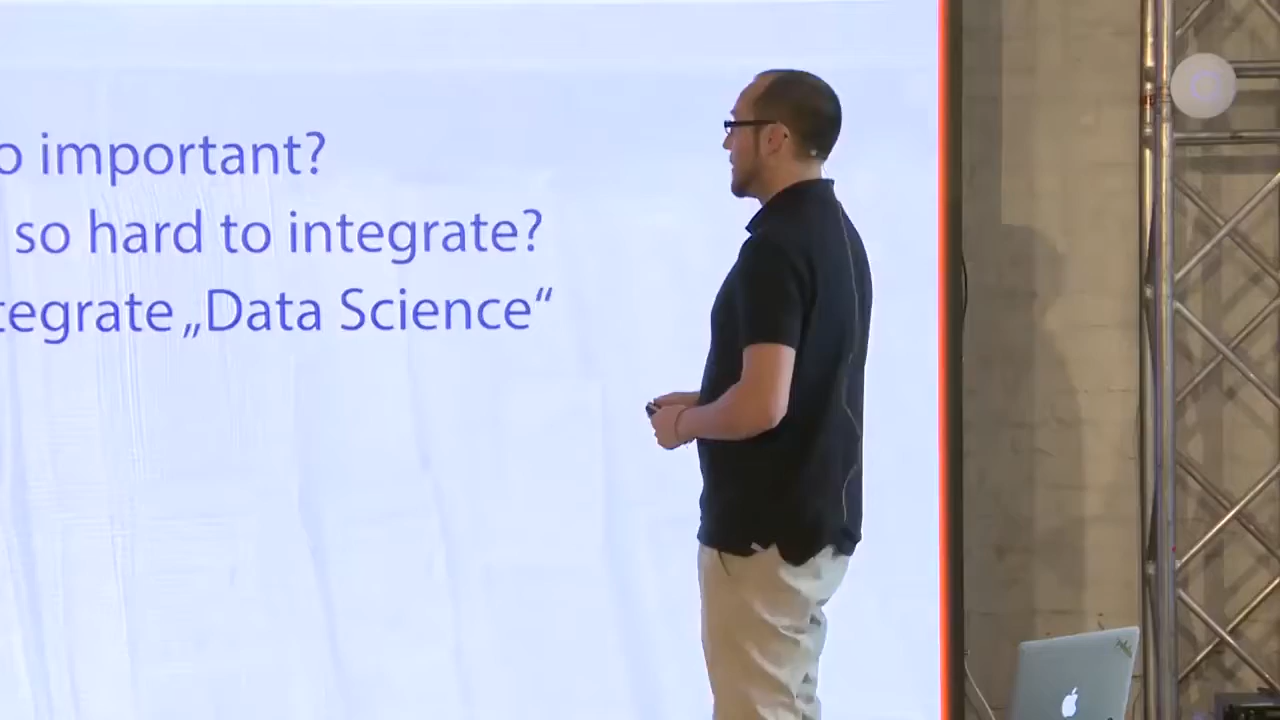 o important?
so hard to integrate?
tegrate „Data Science“